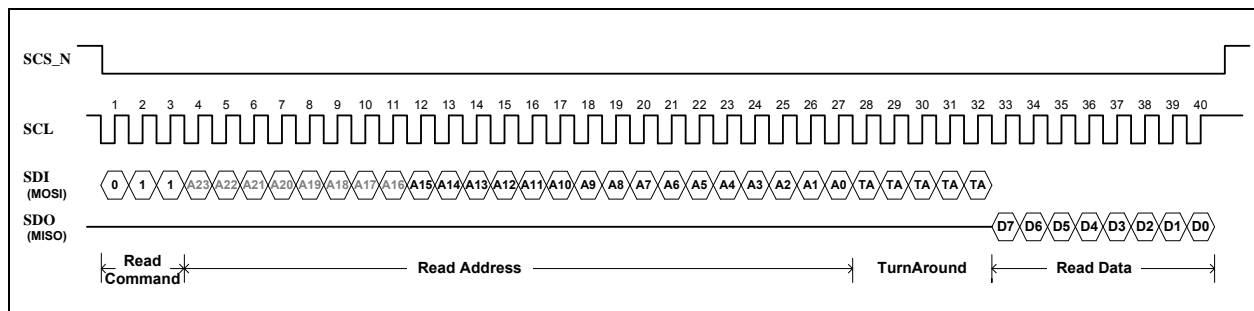 SCS_N
1 2 3 4 5 6 7 8 9 10 11 12 13 14 15 16 17 18 19 20 21 22 23 24 25 26 27 28 29 30 31 32 33 34 35 36 37 38 39 40
SCL
SDI
(MOSI)
0 1 1 A23 A22 A21 A20 A19 A18 A17 A16 A15 A14 A13 A12 A11 A10 A9 A8 A7 A6 A5 A4 A3 A2 A1 A0 TA TA TA TA TA
SDO
(MISO)
D7 D6 D5 D4 D3 D2 D1 D0
Read
Command
Read Address
TurnAround
Read Data